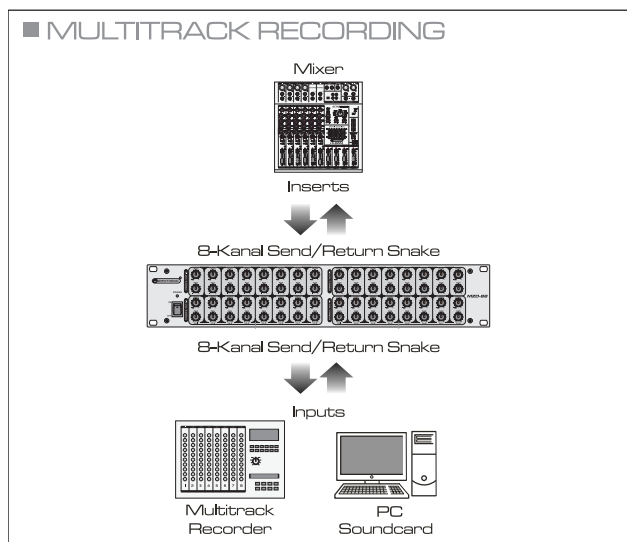 MULTITRACK RECORDING
Mixer
Inserts
8-Kanal Send/Return Snake
8-Kanal Send/Return Snake
Inputs
Multitrack
Recorder
PC
Soundcard